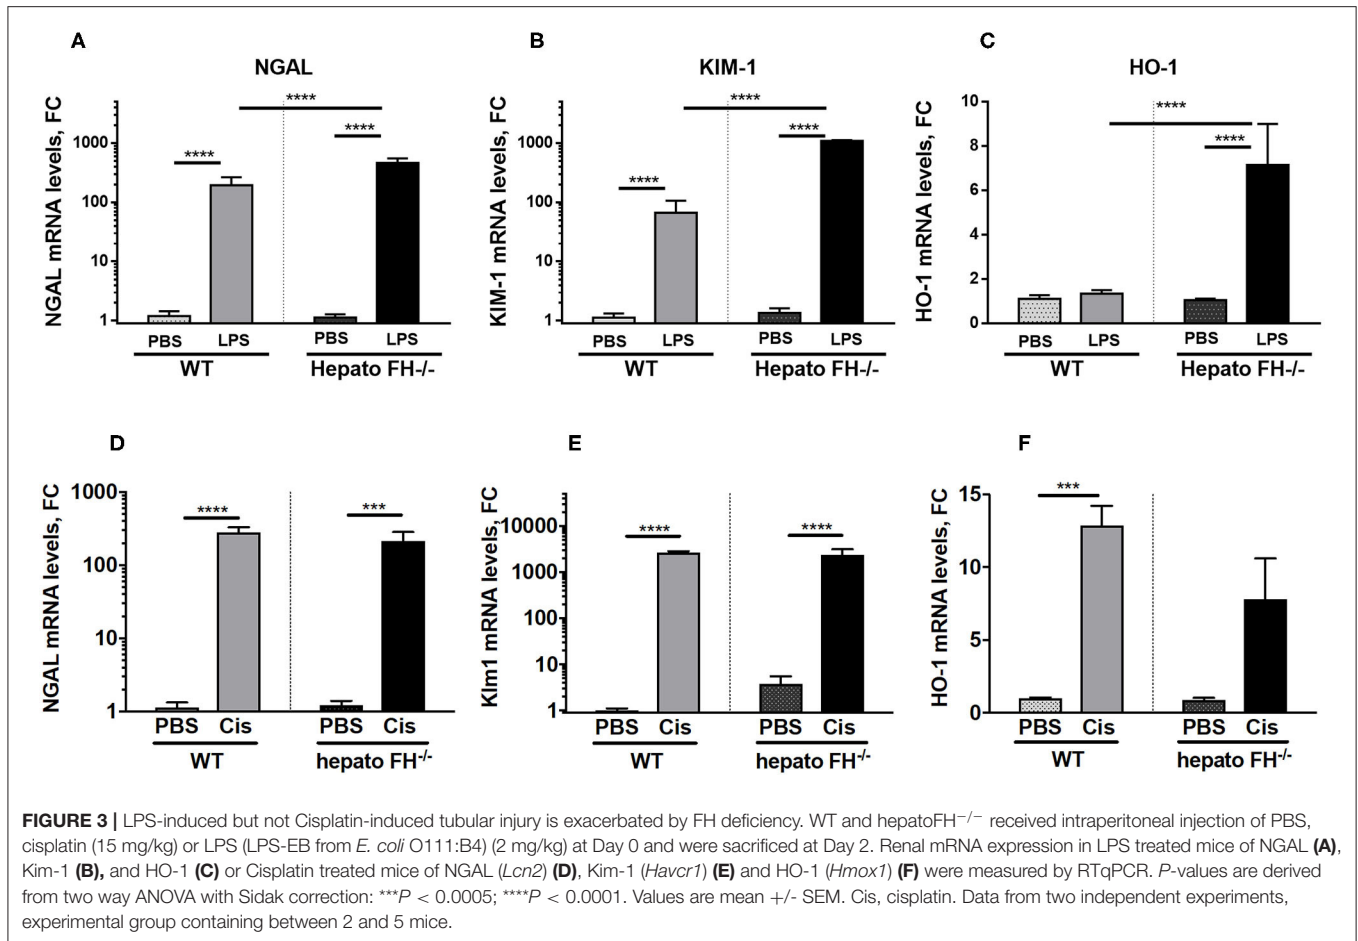 A
NGAL
NGAL mRNA levels, FC
1000
100
10
1
****
****
****
PBS LPS PBS LPS
WT Hepato FH-/-
B
KIM-1
KIM-1 mRNA levels, FC
1000
100
10
1
****
****
****
PBS LPS PBS LPS
WT Hepato FH-/-
C
HO-1
HO-1 mRNA levels, FC
10
8
6
4
2
0
****
****
PBS LPS PBS LPS
WT Hepato FH-/-
D
NGAL mRNA levels, FC
1000
100
10
1
****
***
PBS Cis PBS Cis
WT hepato FH-/-
E
KIm1 mRNA levels, FC
10000
1000
100
10
1
****
****
PBS Cis PBS Cis
WT hepato FH-/-
F
HO-1 mRNA levels, FC
15
10
5
0
***
PBS Cis PBS Cis
WT hepato FH-/-
FIGURE 3 | LPS-induced but not Cisplatin-induced tubular injury is exacerbated by FH deficiency. WT and hepatoFH−/− received intraperitoneal injection of PBS,
cisplatin (15 mg/kg) or LPS (LPS-EB from E. coli O111:B4) (2 mg/kg) at Day 0 and were sacrificed at Day 2. Renal mRNA expression in LPS treated mice of NGAL (A),
Kim-1 (B), and HO-1 (C) or Cisplatin treated mice of NGAL (Lcn2) (D), Kim-1 (Havcr1) (E) and HO-1 (Hmox1) (F) were measured by RTqPCR. P-values are derived
from two way ANOVA with Sidak correction: ***P < 0.0005; ****P < 0.0001. Values are mean +/- SEM. Cis, cisplatin. Data from two independent experiments,
experimental group containing between 2 and 5 mice.